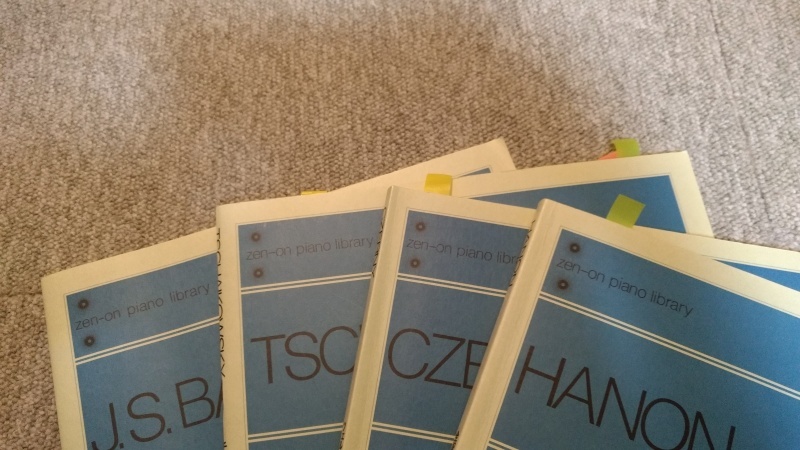 zen-on piano library
J.S.BA
zen-on piano library
TSC
zen-on piano
CZE
zen-on piano library
HANON